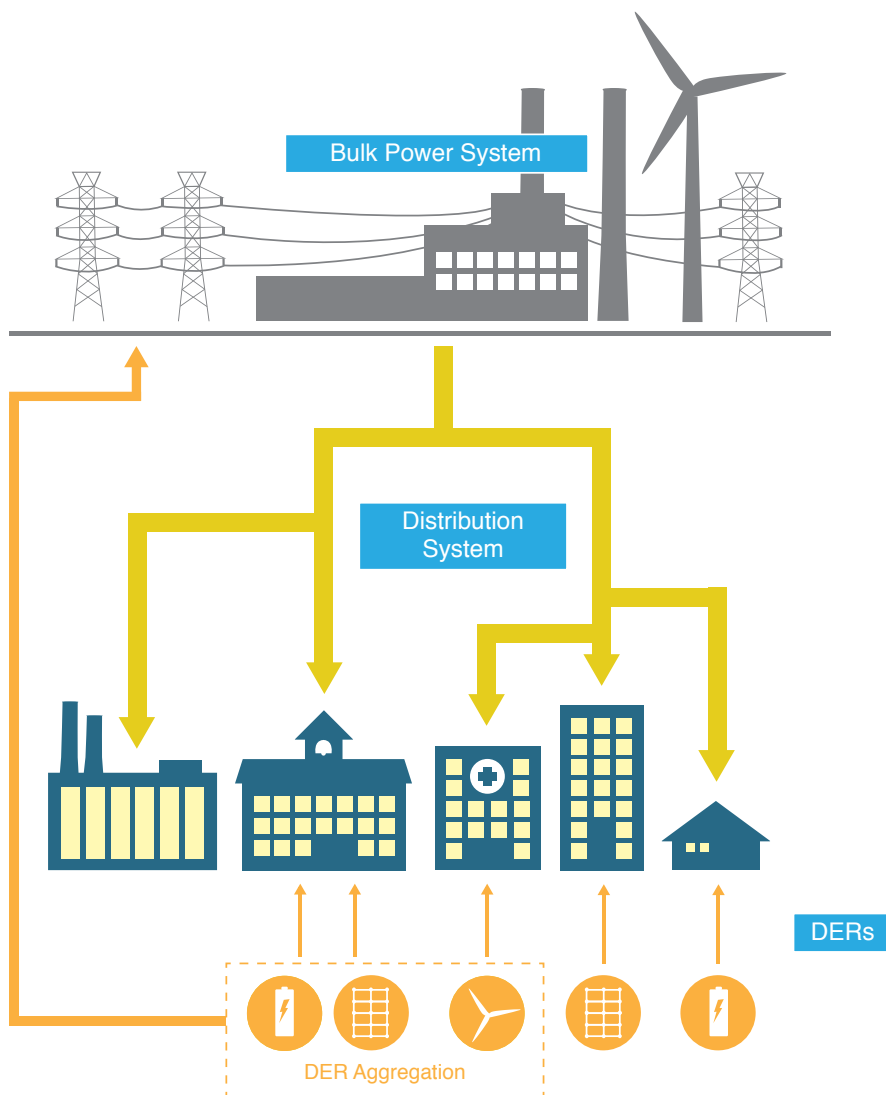 Bulk Power System
Distribution
System
DERs
DER Aggregation